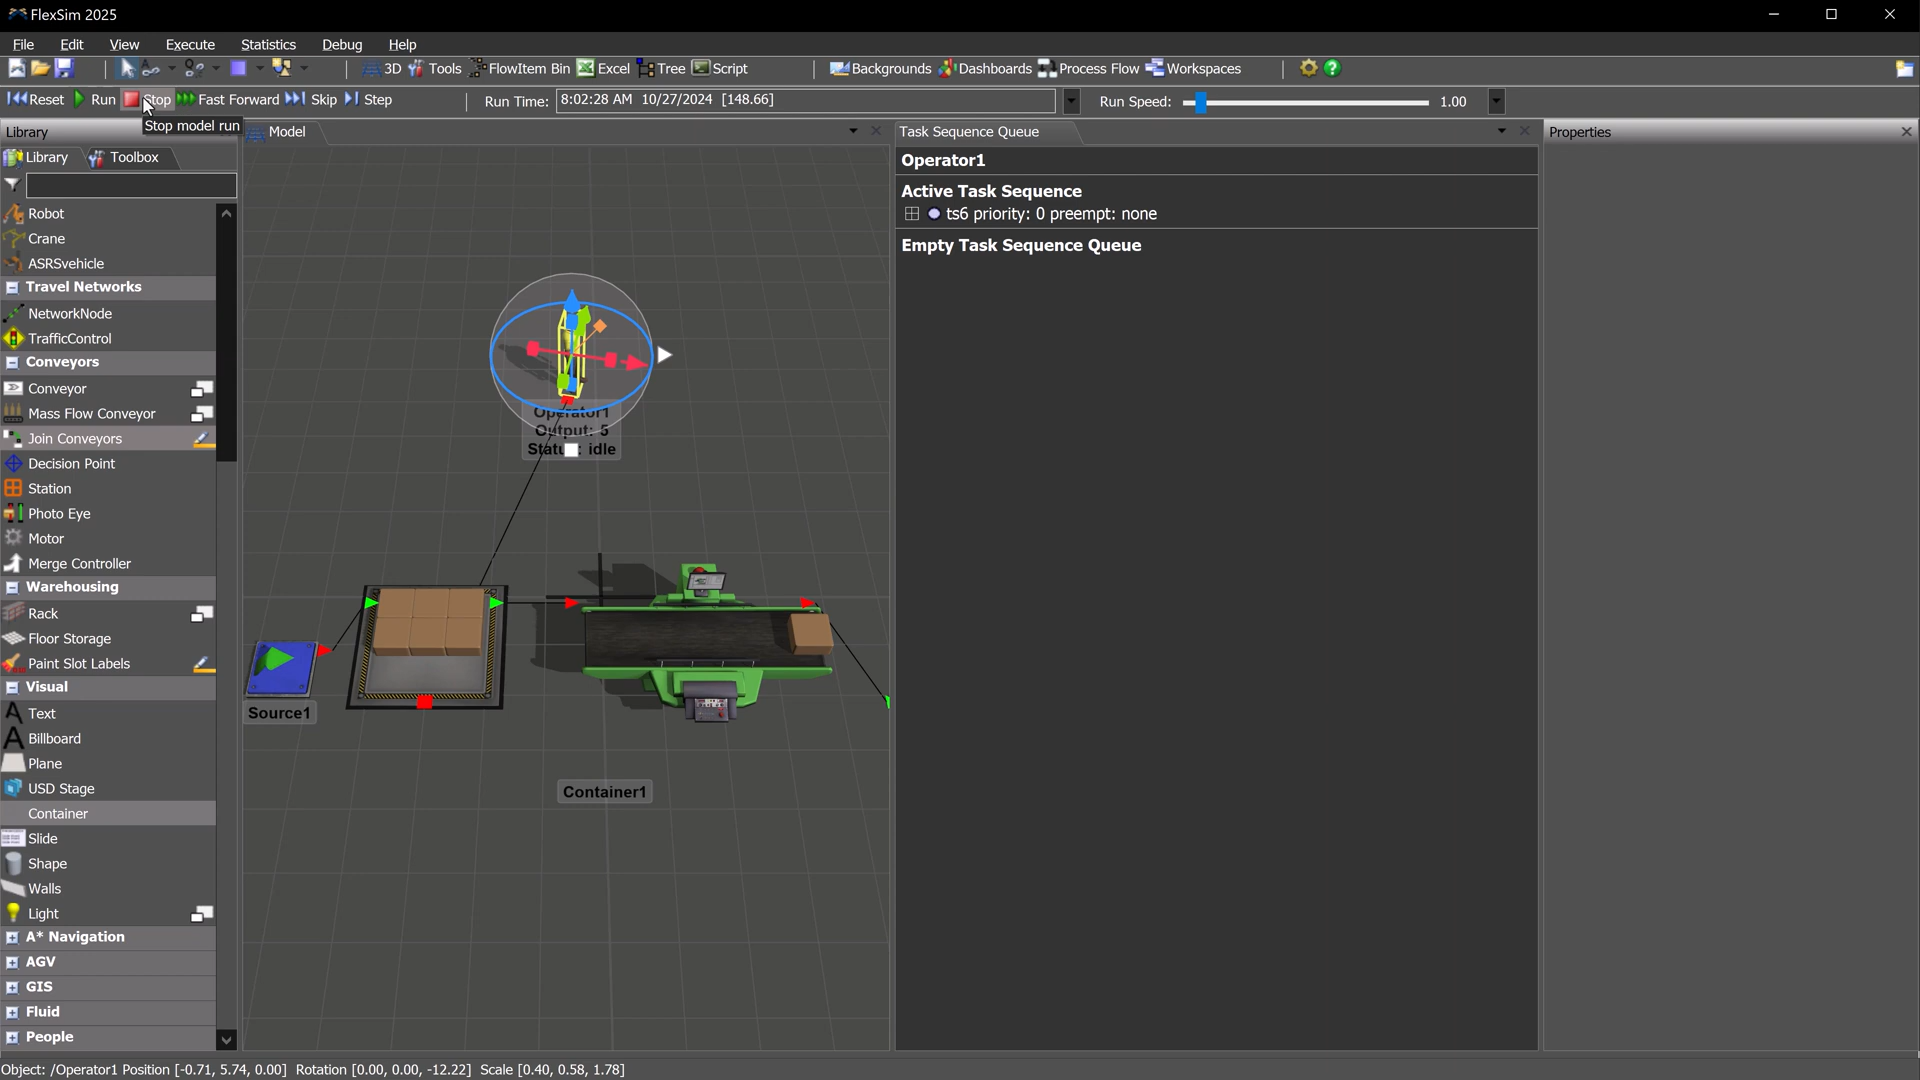 FlexSim 2025
File Edit View Execute Statistics Debug Help
3D Tools FlowItem Bin Excel Tree Script Backgrounds Dashboards Process Flow Workspaces
Reset Run Stop Fast Forward Skip Step Run Time: 8:02:28 AM 10/27/2024 [148.66] Run Speed: 1.00
Stop model run
Library
Library Toolbox
Robot
Crane
ASRSvehicle
Travel Networks
NetworkNode
TrafficControl
Conveyors
Conveyor
Mass Flow Conveyor
Join Conveyors
Decision Point
Station
Photo Eye
Motor
Merge Controller
Warehousing
Rack
Floor Storage
Paint Slot Labels
Visual
Text
Billboard
Plane
USD Stage
Container
Slide
Shape
Walls
Light
A* Navigation
AGV
GIS
Fluid
People
Model
Operator1
Output: 5
Status: idle
Source1
Container1
Task Sequence Queue
Operator1
Active Task Sequence
ts6 priority: 0 preempt: none
Empty Task Sequence Queue
Properties
Object: /Operator1 Position [-0.71, 5.74, 0.00] Rotation [0.00, 0.00, -12.22] Scale [0.40, 0.58, 1.78]